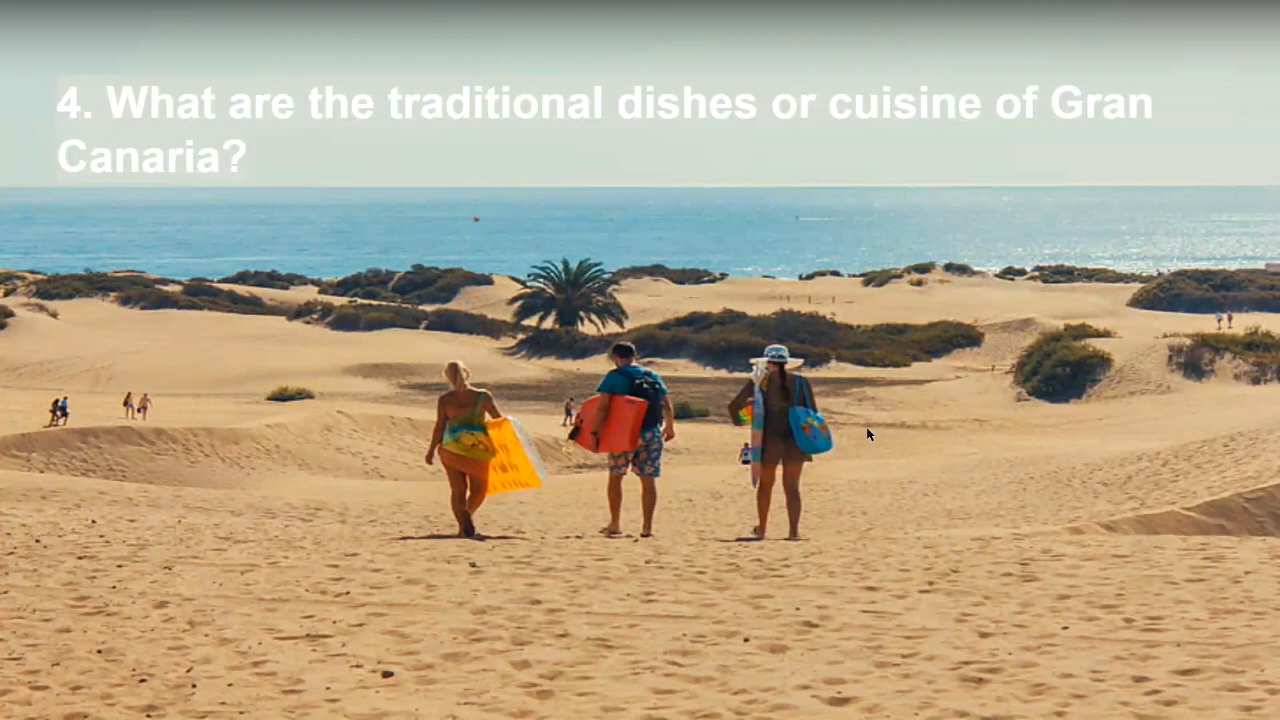 4. What are the traditional dishes or cuisine of Gran
Canaria?